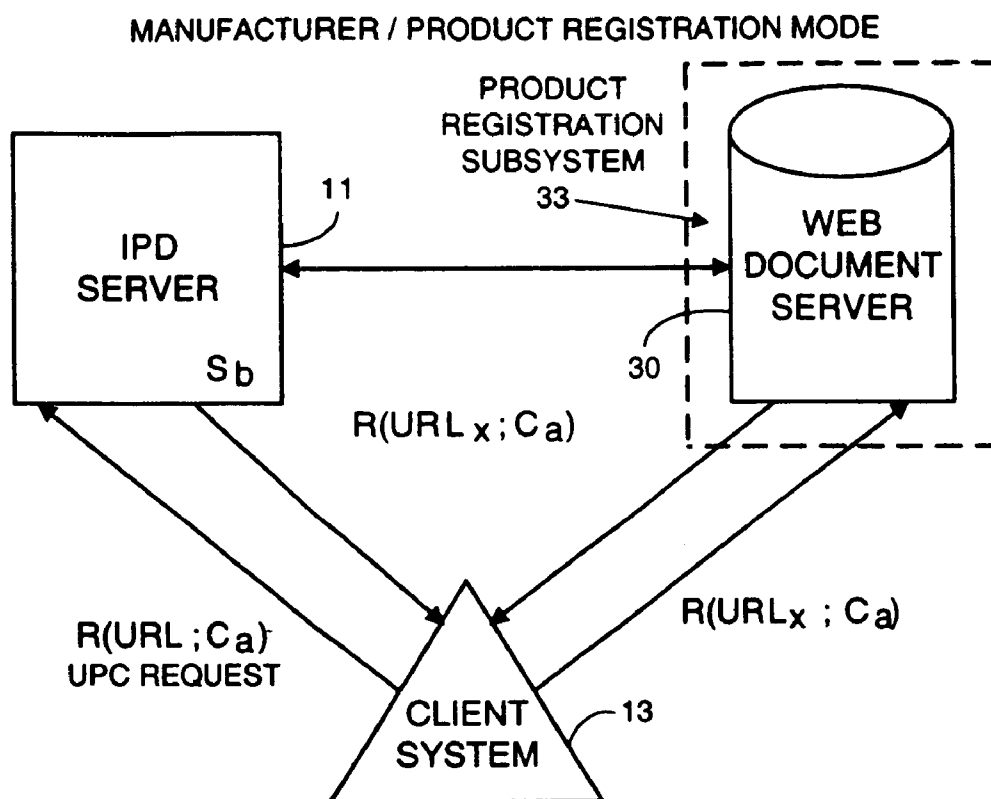 MANUFACTURER / PRODUCT REGISTRATION MODE
PRODUCT
REGISTRATION
SUBSYSTEM
33
11
IPD
SERVER
Sb
WEB
DOCUMENT
SERVER
30
R(URLx; Ca)
R(URL; Ca)
UPC REQUEST
R(URLx; Ca)
CLIENT
SYSTEM
13